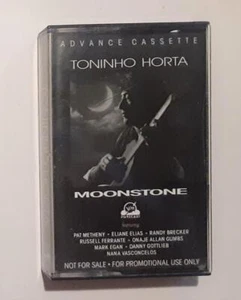 ADVANCE CASSETTE
TONINHO HORTA
MOONSTONE
featuring
PAT METHENY • ELIANE ELIAS • RANDY BRECKER
RUSSELL FERRANTE • ONAJE ALLAN GUMBS
MARK EGAN • DANNY GOTTLIEB
NANA VASCONCELOS
NOT FOR SALE • FOR PROMOTIONAL USE ONLY